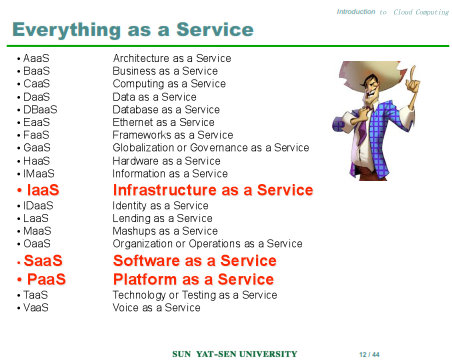 Introduction to Cloud Computing
Everything as a Service
• AaaS Architecture as a Service
• BaaS Business as a Service
• CaaS Computing as a Service
• DaaS Data as a Service
• DBaaS Database as a Service
• EaaS Ethernet as a Service
• FaaS Frameworks as a Service
• GaaS Globalization or Governance as a Service
• HaaS Hardware as a Service
• IMaaS Information as a Service
• IaaS Infrastructure as a Service
• IDaaS Identity as a Service
• LaaS Lending as a Service
• MaaS Mashups as a Service
• OaaS Organization or Operations as a Service
• SaaS Software as a Service
• PaaS Platform as a Service
• TaaS Technology or Testing as a Service
• VaaS Voice as a Service
SUN YAT-SEN UNIVERSITY 12 / 44